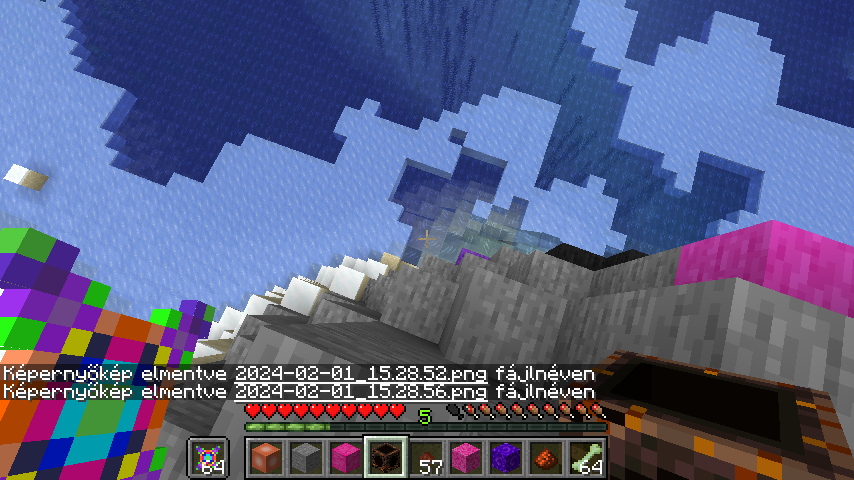 Képernyőkép elmentve 2024-02-01_15.28.52.png fájlnéven
Képernyőkép elmentve 2024-02-01_15.28.56.png fájlnéven
5
64 57 64